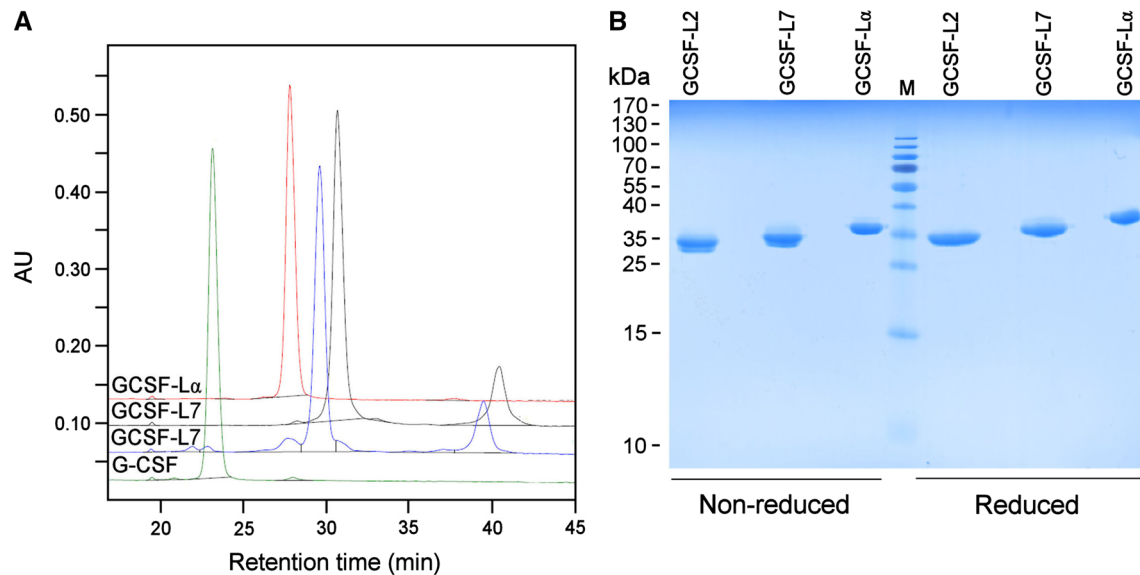 A
0.50
0.40
0.30
0.20
0.10
AU
GCSF-Lα
GCSF-L7
GCSF-L7
G-CSF
20 25 30 35 40 45
Retention time (min)
B
GCSF-L2 GCSF-L7 GCSF-Lα M GCSF-L2 GCSF-L7 GCSF-Lα
kDa
170
130
100
70
55
40
35
25
15
10
Non-reduced Reduced